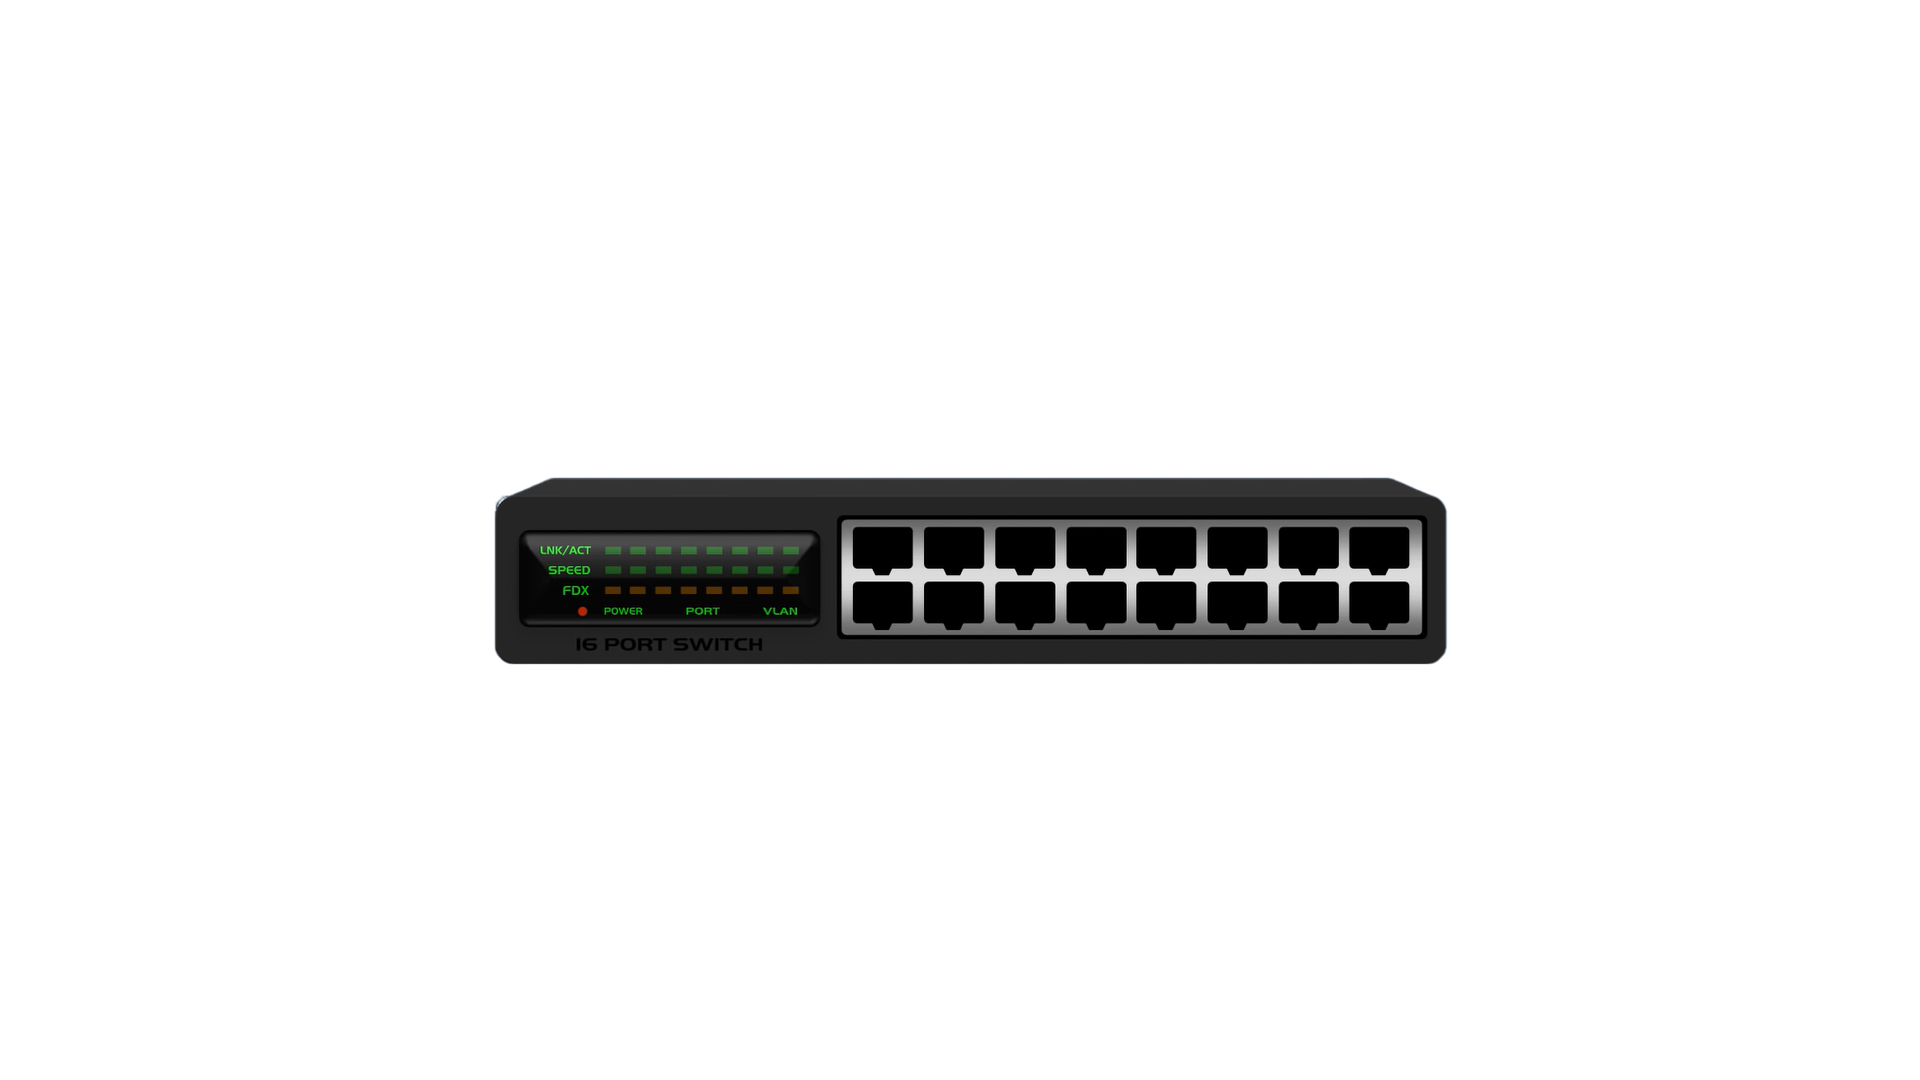 LNK/ACT
SPEED
FDX
POWER PORT VLAN
16 PORT SWITCH